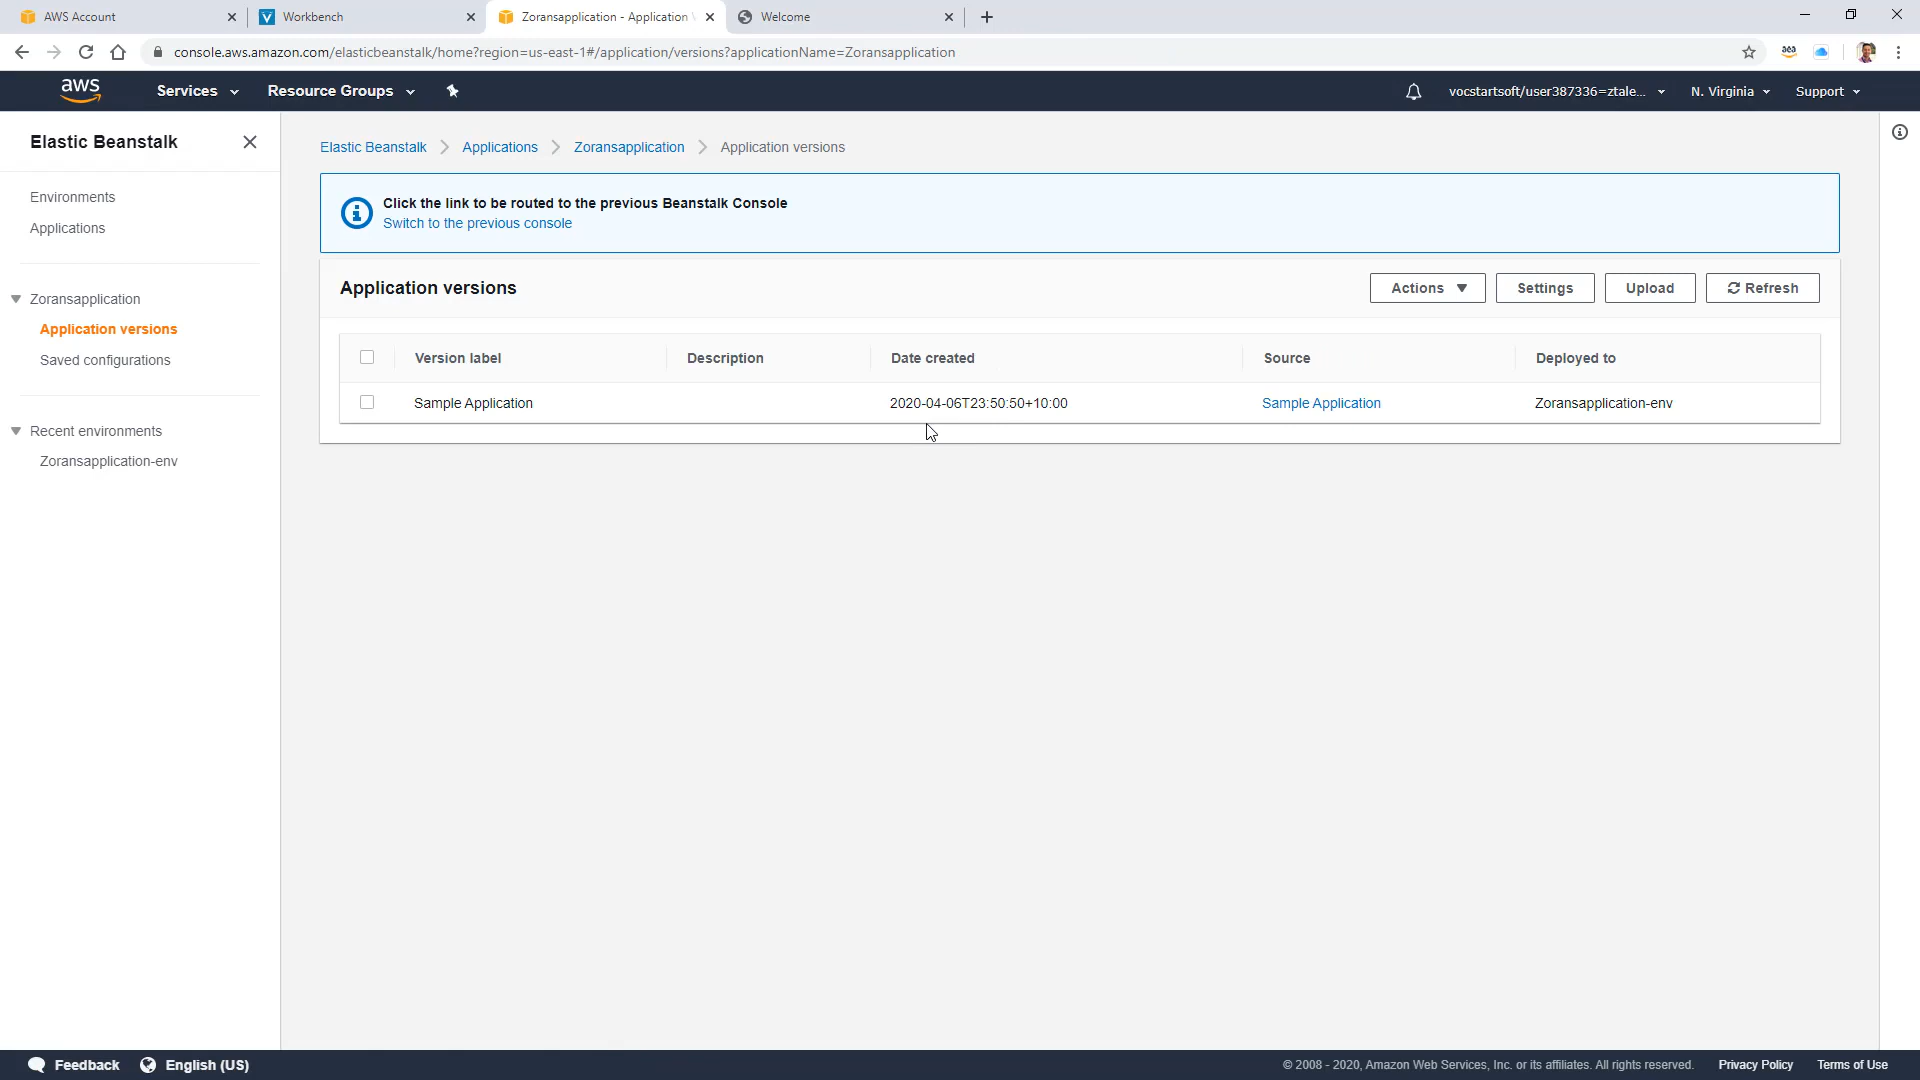 AWS Account
Workbench
Zoransapplication - Application V
Welcome
console.aws.amazon.com/elasticbeanstalk/home?region=us-east-1#/application/versions?applicationName=Zoransapplication
aws
Services
Resource Groups
vocstartsoft/user387336=ztale...
N. Virginia
Support
Elastic Beanstalk
Environments
Applications
Zoransapplication
Application versions
Saved configurations
Recent environments
Zoransapplication-env
Elastic Beanstalk
Applications
Zoransapplication
Application versions
Click the link to be routed to the previous Beanstalk Console
Switch to the previous console
Application versions
Actions
Settings
Upload
Refresh
Version label Description Date created Source Deployed to
Sample Application 2020-04-06T23:50:50+10:00 Sample Application Zoransapplication-env
Feedback
English (US)
© 2008 - 2020, Amazon Web Services, Inc. or its affiliates. All rights reserved.
Privacy Policy
Terms of Use